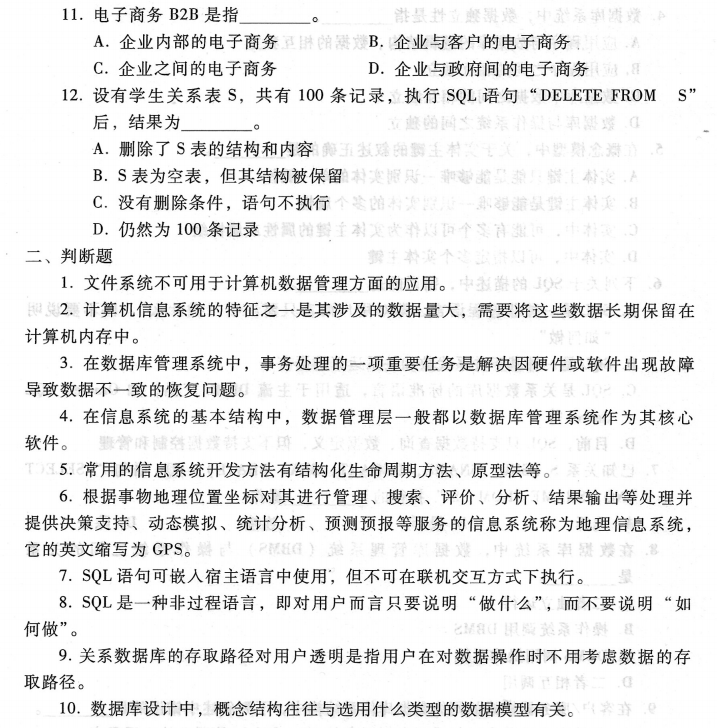 11. 电子商务 B2B 是指________。
A. 企业内部的电子商务 B. 企业与客户的电子商务
C. 企业之间的电子商务 D. 企业与政府间的电子商务
12. 设有学生关系表 S，共有 100 条记录，执行 SQL 语句“DELETE FROM S”
后，结果为________。
A. 删除了 S 表的结构和内容
B. S 表为空表，但其结构被保留
C. 没有删除条件，语句不执行
D. 仍然为 100 条记录
二、判断题
1. 文件系统不可用于计算机数据管理方面的应用。
2. 计算机信息系统的特征之一是其涉及的数据量大，需要将这些数据长期保留在
计算机内存中。
3. 在数据库管理系统中，事务处理的一项重要任务是解决因硬件或软件出现故障
导致数据不一致的恢复问题。
4. 在信息系统的基本结构中，数据管理层一般都以数据库管理系统作为其核心
软件。
5. 常用的信息系统开发方法有结构化生命周期方法、原型法等。
6. 根据事物地理位置坐标对其进行管理、搜索、评价、分析、结果输出等处理并
提供决策支持、动态模拟、统计分析、预测预报等服务的信息系统称为地理信息系统，
它的英文缩写为 GPS。
7. SQL 语句可嵌入宿主语言中使用，但不可在联机交互方式下执行。
8. SQL 是一种非过程语言，即对用户而言只要说明“做什么”，而不要说明“如
何做”。
9. 关系数据库的存取路径对用户透明是指用户在对数据操作时不用考虑数据的存
取路径。
10. 数据库设计中，概念结构往往与选用什么类型的数据模型有关。